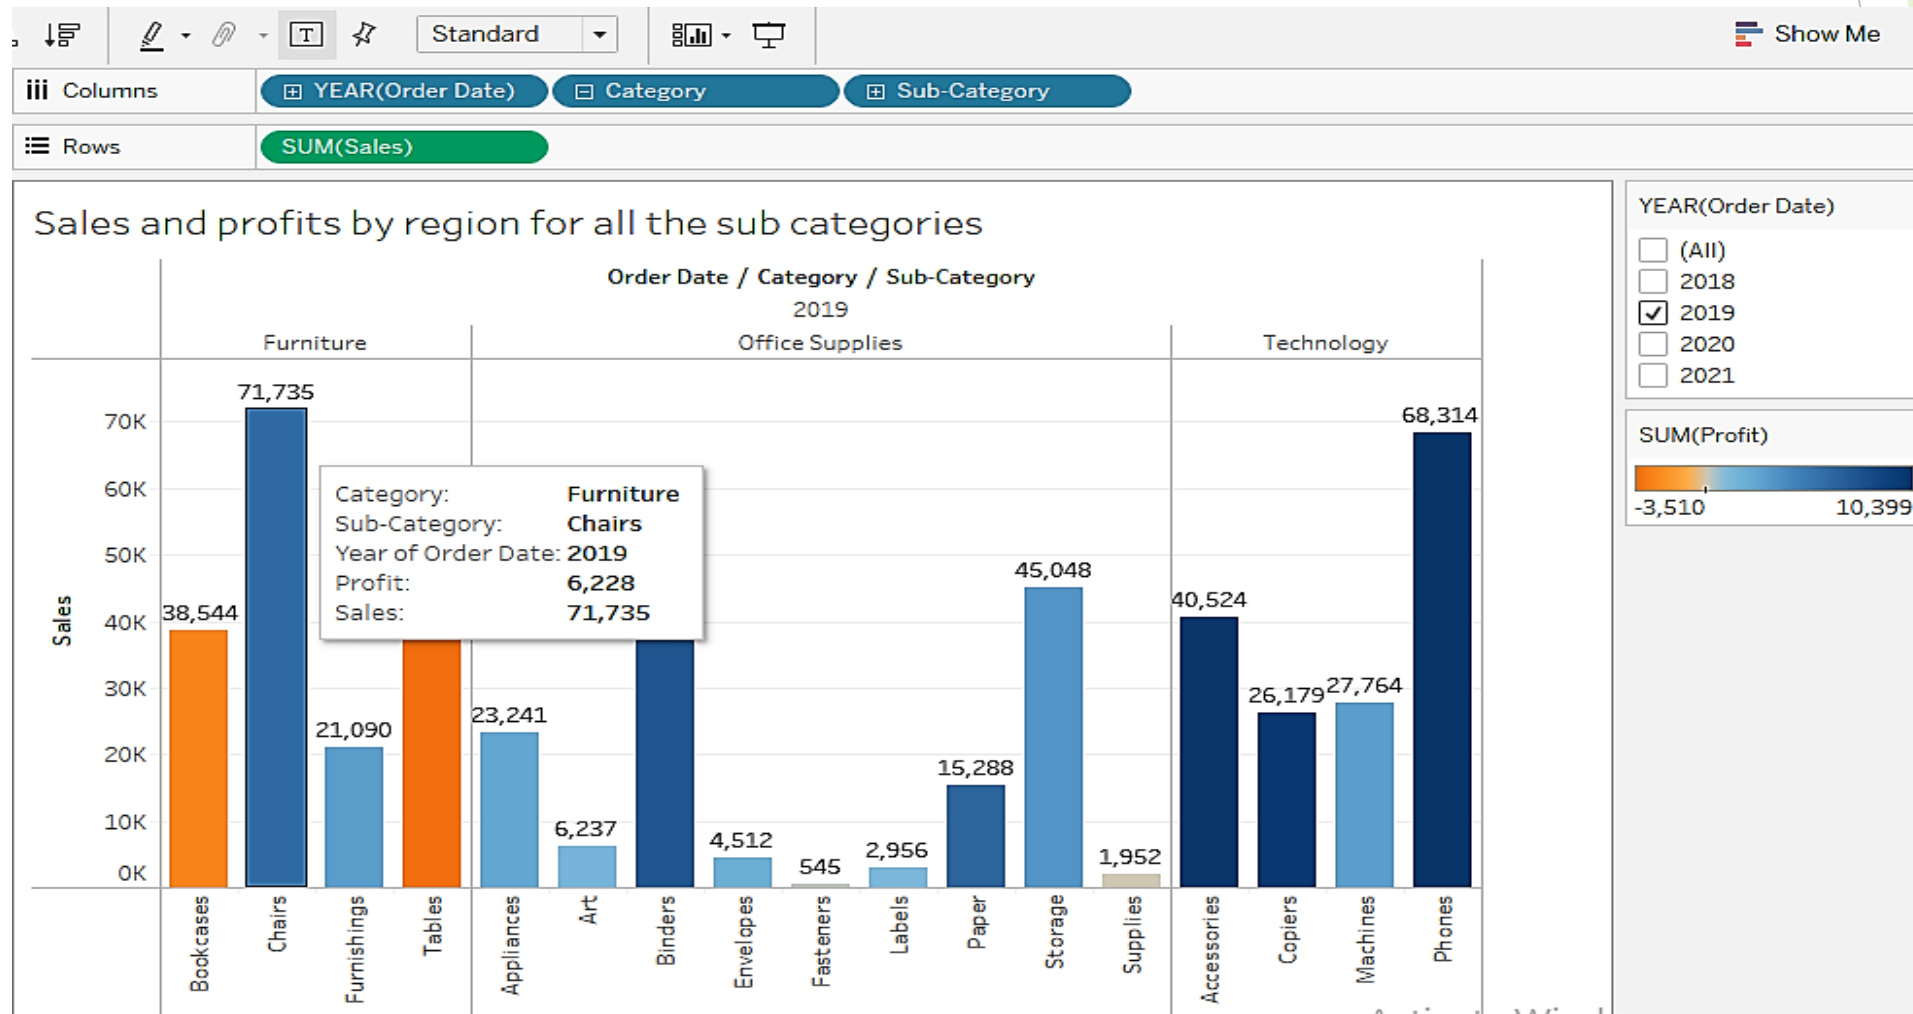 Standard
Show Me
Columns
YEAR(Order Date)
Category
Sub-Category
Rows
SUM(Sales)
Sales and profits by region for all the sub categories
Order Date / Category / Sub-Category
2019
Furniture
Office Supplies
Technology
Sales
70K
60K
50K
40K
30K
20K
10K
0K
38,544
71,735
21,090
23,241
6,237
4,512
545
2,956
15,288
45,048
1,952
40,524
26,179
27,764
68,314
Category: Furniture
Sub-Category: Chairs
Year of Order Date: 2019
Profit: 6,228
Sales: 71,735
Bookcases
Chairs
Furnishings
Tables
Appliances
Art
Binders
Envelopes
Fasteners
Labels
Paper
Storage
Supplies
Accessories
Copiers
Machines
Phones
YEAR(Order Date)
(All)
2018
2019
2020
2021
SUM(Profit)
-3,510
10,399